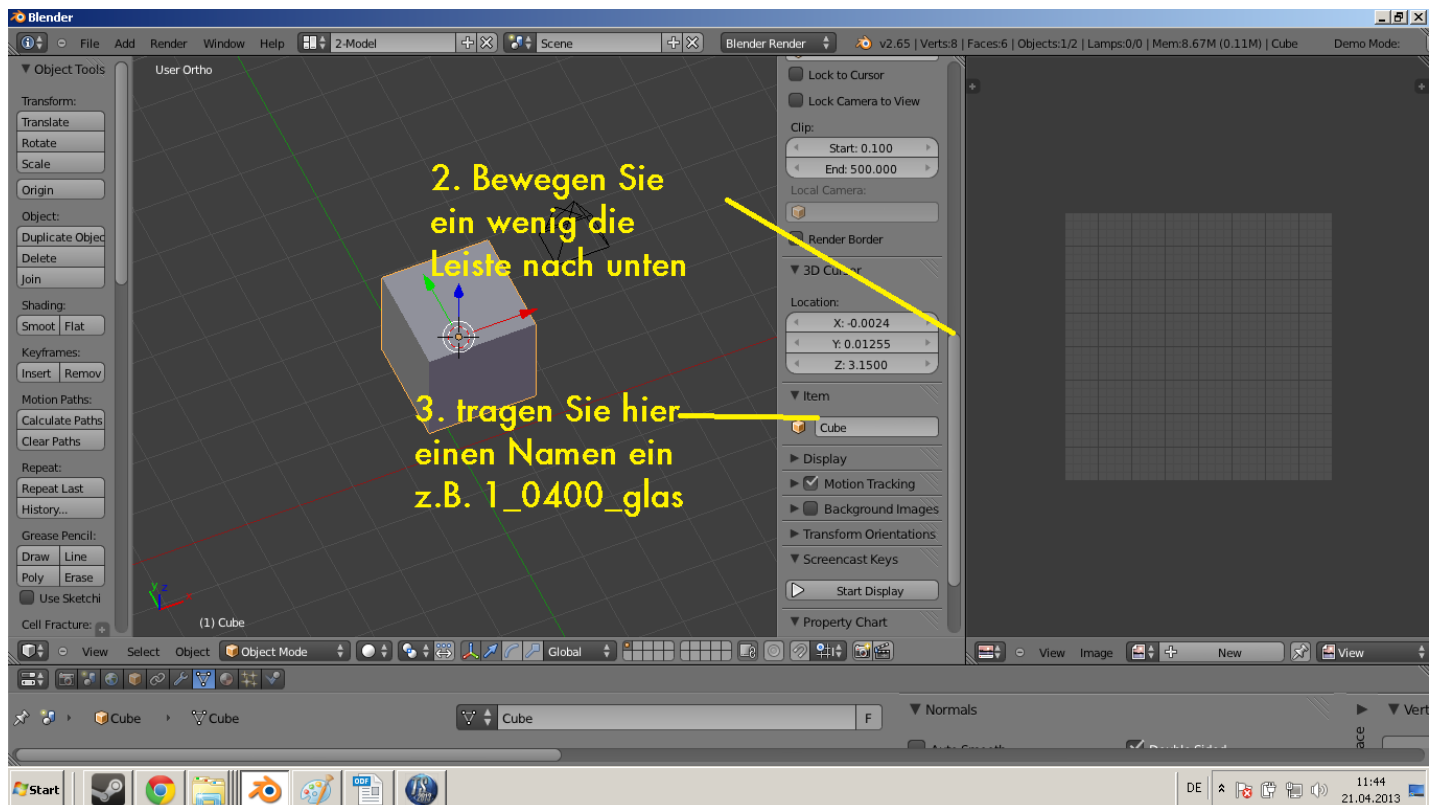 Blender
File Add Render Window Help 2-Model Scene Blender Render v2.65 | Verts:8 | Faces:6 | Objects:1/2 | Lamps:0/0 | Mem:8.67M (0.11M) | Cube Demo Mode:
Object Tools
Transform:
Translate
Rotate
Scale
Origin
Object:
Duplicate Objec
Delete
Join
Shading:
Smoot Flat
Keyframes:
Insert Remov
Motion Paths:
Calculate Paths
Clear Paths
Repeat:
Repeat Last
History...
Grease Pencil:
Draw Line
Poly Erase
Use Sketchi
Cell Fracture:
User Ortho
2. Bewegen Sie
ein wenig die
Leiste nach unten
3. tragen Sie hier
einen Namen ein
z.B. 1_0400_glas
y z
x
(1) Cube
Lock to Cursor
Lock Camera to View
Clip:
Start: 0.100
End: 500.000
Local Camera:
Render Border
3D Cursor
Location:
X: -0.0024
Y: 0.01255
Z: 3.1500
Item
Cube
Display
Motion Tracking
Background Images
Transform Orientations
Screencast Keys
Start Display
Property Chart
View Select Object Object Mode Global
View Image New View
Cube Cube
Cube F
Normals
Auto Smooth Double Sided
Vert
ace
Start
ODF
DE
11:44
21.04.2013